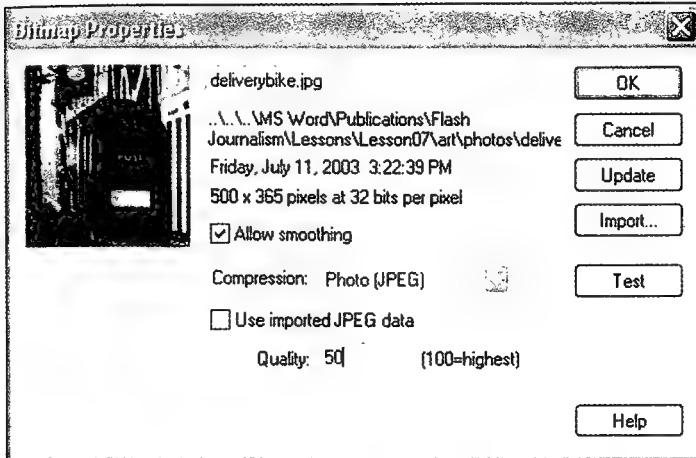 Bitmap Properties
deliverybike.jpg
OK
..\..\..\MS Word\Publications\Flash
Journalism\Lessons\Lesson07\art\photos\delive
Cancel
Friday, July 11, 2003 3:22:39 PM
Update
500 x 365 pixels at 32 bits per pixel
Import...
Allow smoothing
Compression: Photo (JPEG)
Test
Use imported JPEG data
Quality: 50 (100=highest)
Help